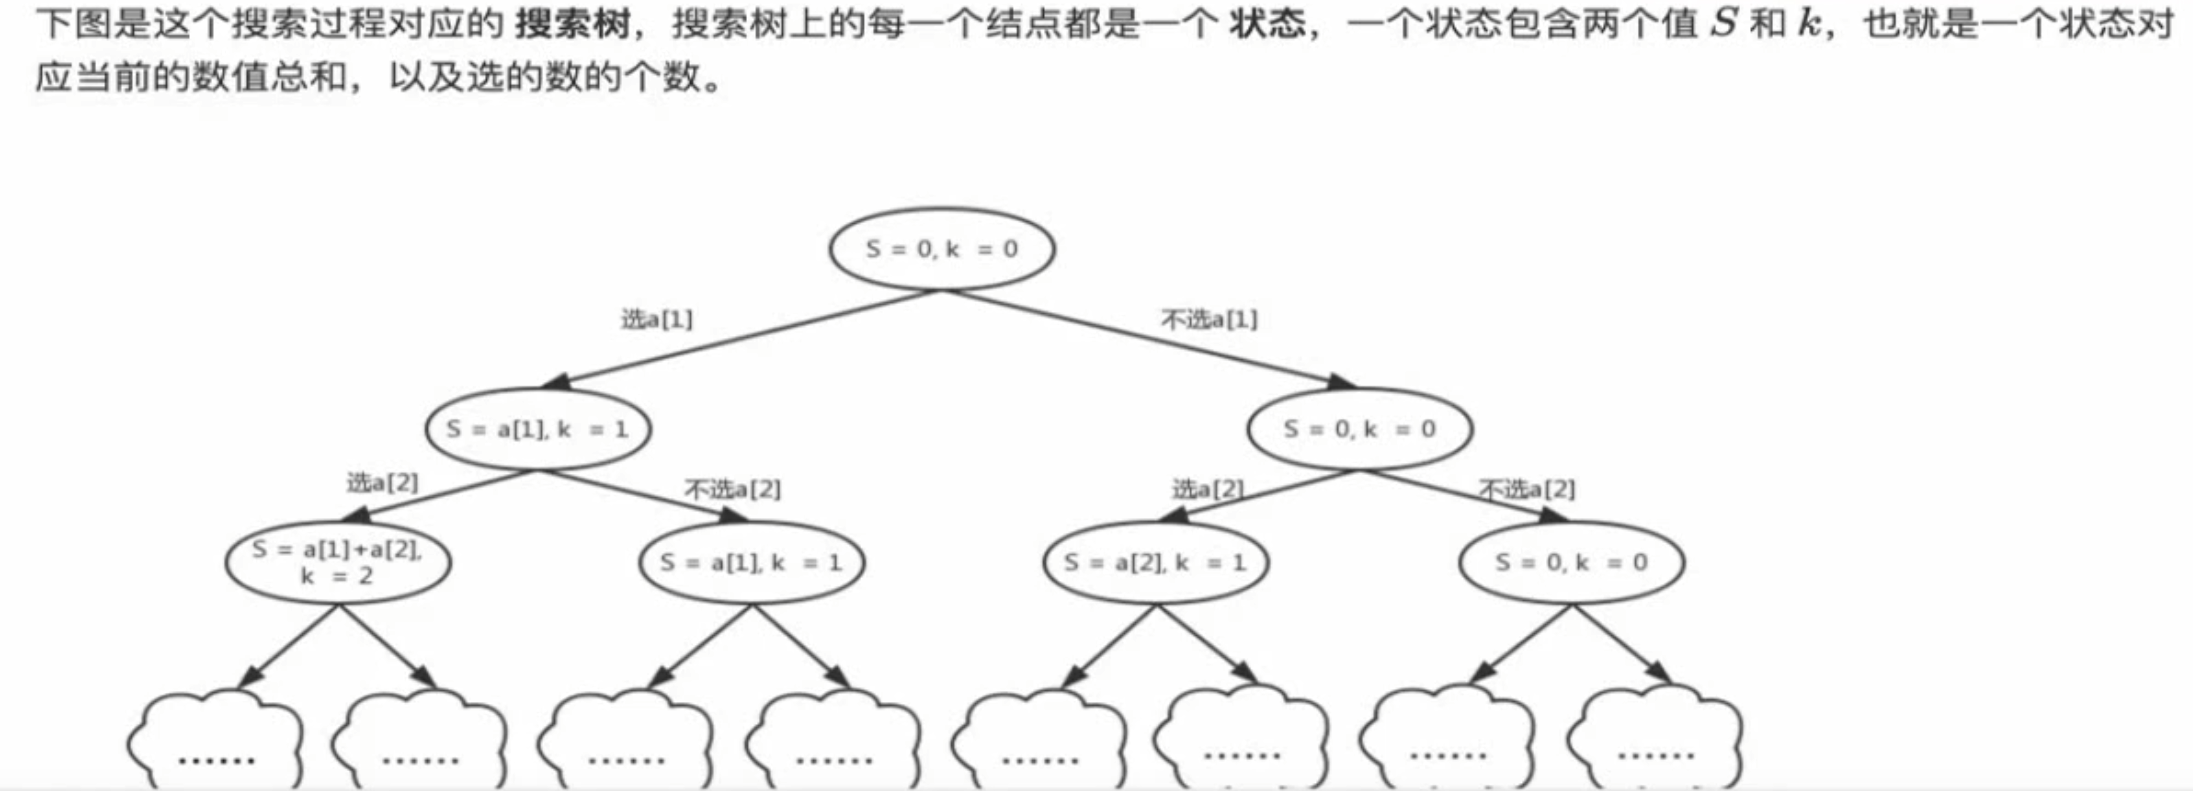 下图是这个搜索过程对应的 搜索树，搜索树上的每一个结点都是一个 状态，一个状态包含两个值 S 和 k，也就是一个状态对
应当前的数值总和，以及选的数的个数。
S = 0, k = 0
选a[1]
不选a[1]
S = a[1], k = 1
S = 0, k = 0
选a[2]
不选a[2]
选a[2]
不选a[2]
S = a[1]+a[2],
k = 2
S = a[1], k = 1
S = a[2], k = 1
S = 0, k = 0
......
......
......
......
......
......
......
......